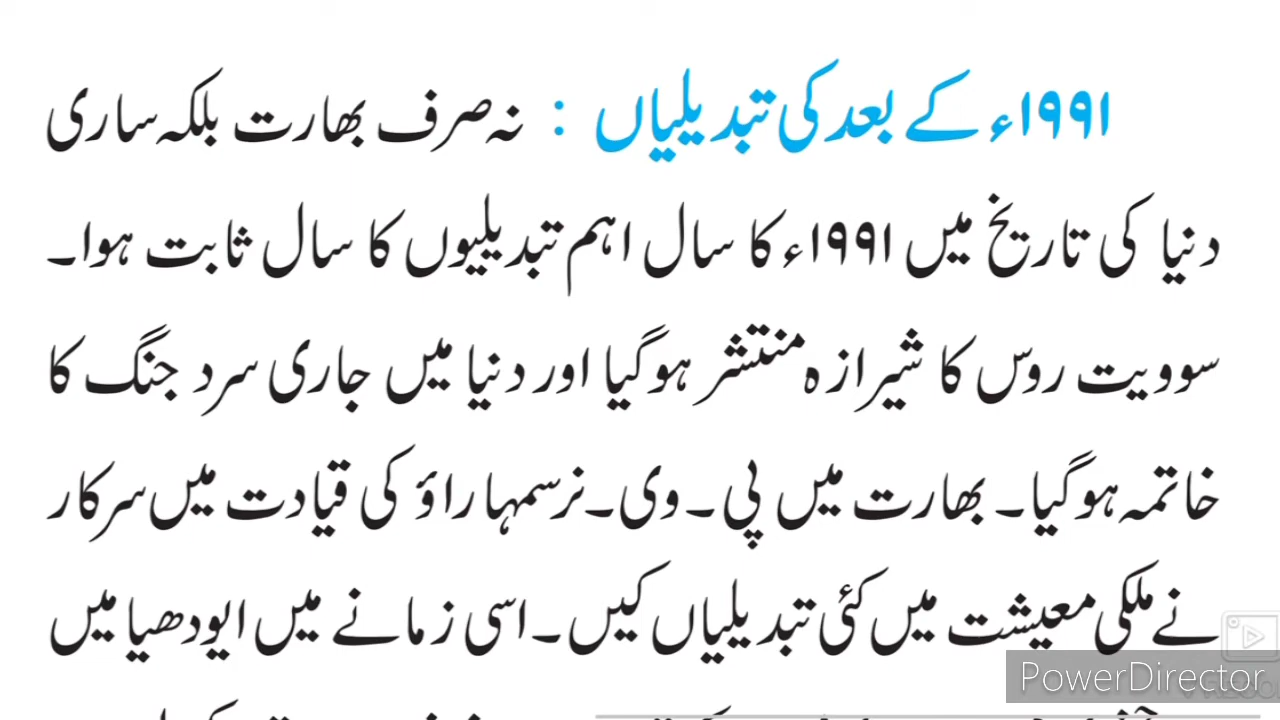 ۱۹۹۱ء کے بعد کی تبدیلیاں : نہ صرف بھارت بلکہ ساری
دنیا کی تاریخ میں ۱۹۹۱ء کا سال اہم تبدیلیوں کا سال ثابت ہوا۔
سوویت روس کا شیرازہ منتشر ہوگیا اور دنیا میں جاری سرد جنگ کا
خاتمہ ہوگیا۔ بھارت میں پی۔وی۔نرسمہا راؤ کی قیادت میں سرکار
نے ملکی معیشت میں کئی تبدیلیاں کیں۔ اسی زمانے میں ایودھیا میں
PowerDirector